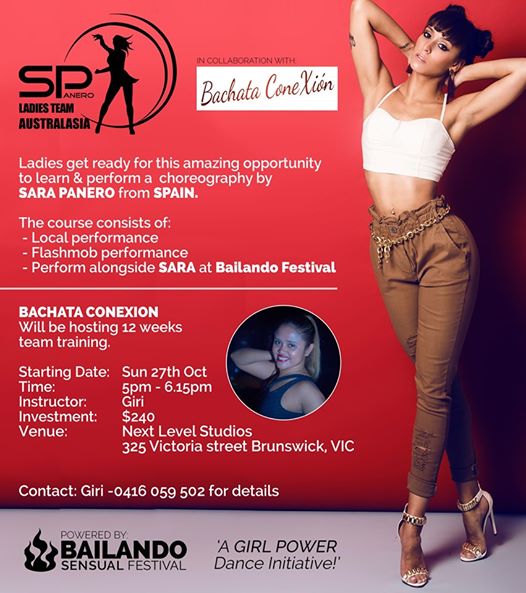 SP
ANERO
LADIES TEAM
AUSTRALASIA
IN COLLABORATION WITH:
Bachata ConeXión
Ladies get ready for this amazing opportunity
to learn & perform a choreography by
SARA PANERO from SPAIN.
The course consists of:
- Local performance
- Flashmob performance
- Perform alongside SARA at Bailando Festival
BACHATA CONEXION
Will be hosting 12 weeks
team training.
Starting Date: Sun 27th Oct
Time: 5pm - 6.15pm
Instructor: Giri
Investment: $240
Venue: Next Level Studios
325 Victoria street Brunswick, VIC
Contact: Giri -0416 059 502 for details
POWERED BY:
BAILANDO
SENSUAL FESTIVAL
'A GIRL POWER
Dance Initiative!'